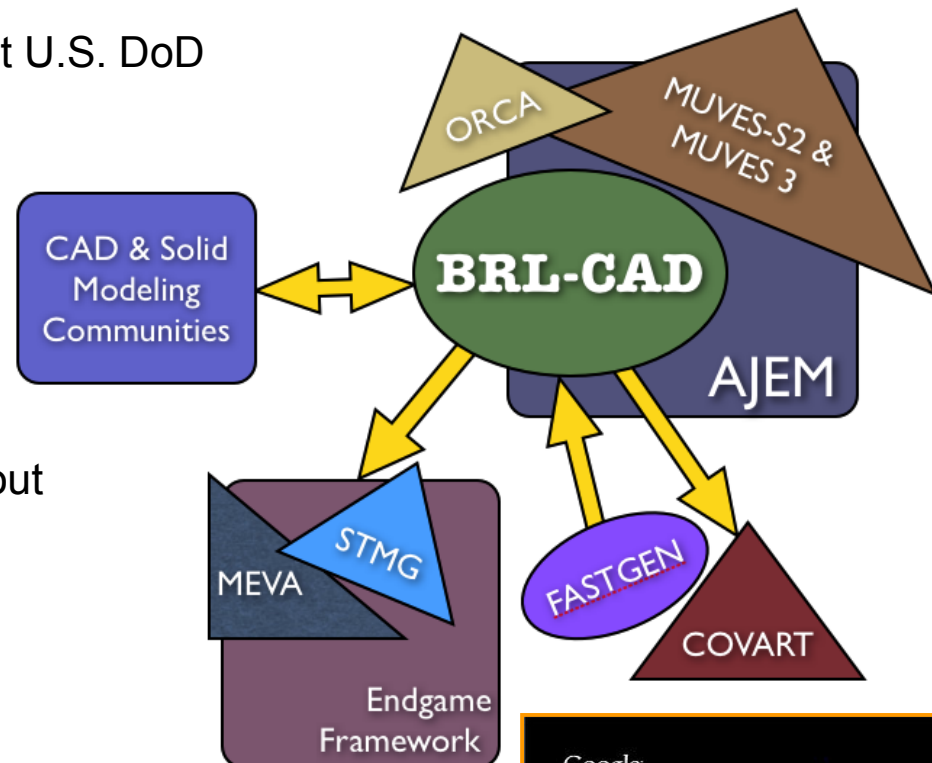 t U.S. DoD
ORCA
MUVES-S2 &
MUVES 3
CAD & Solid
Modeling
Communities
BRL-CAD
AJEM
out
STMG
MEVA
FASTGEN
COVART
Endgame
Framework
Google